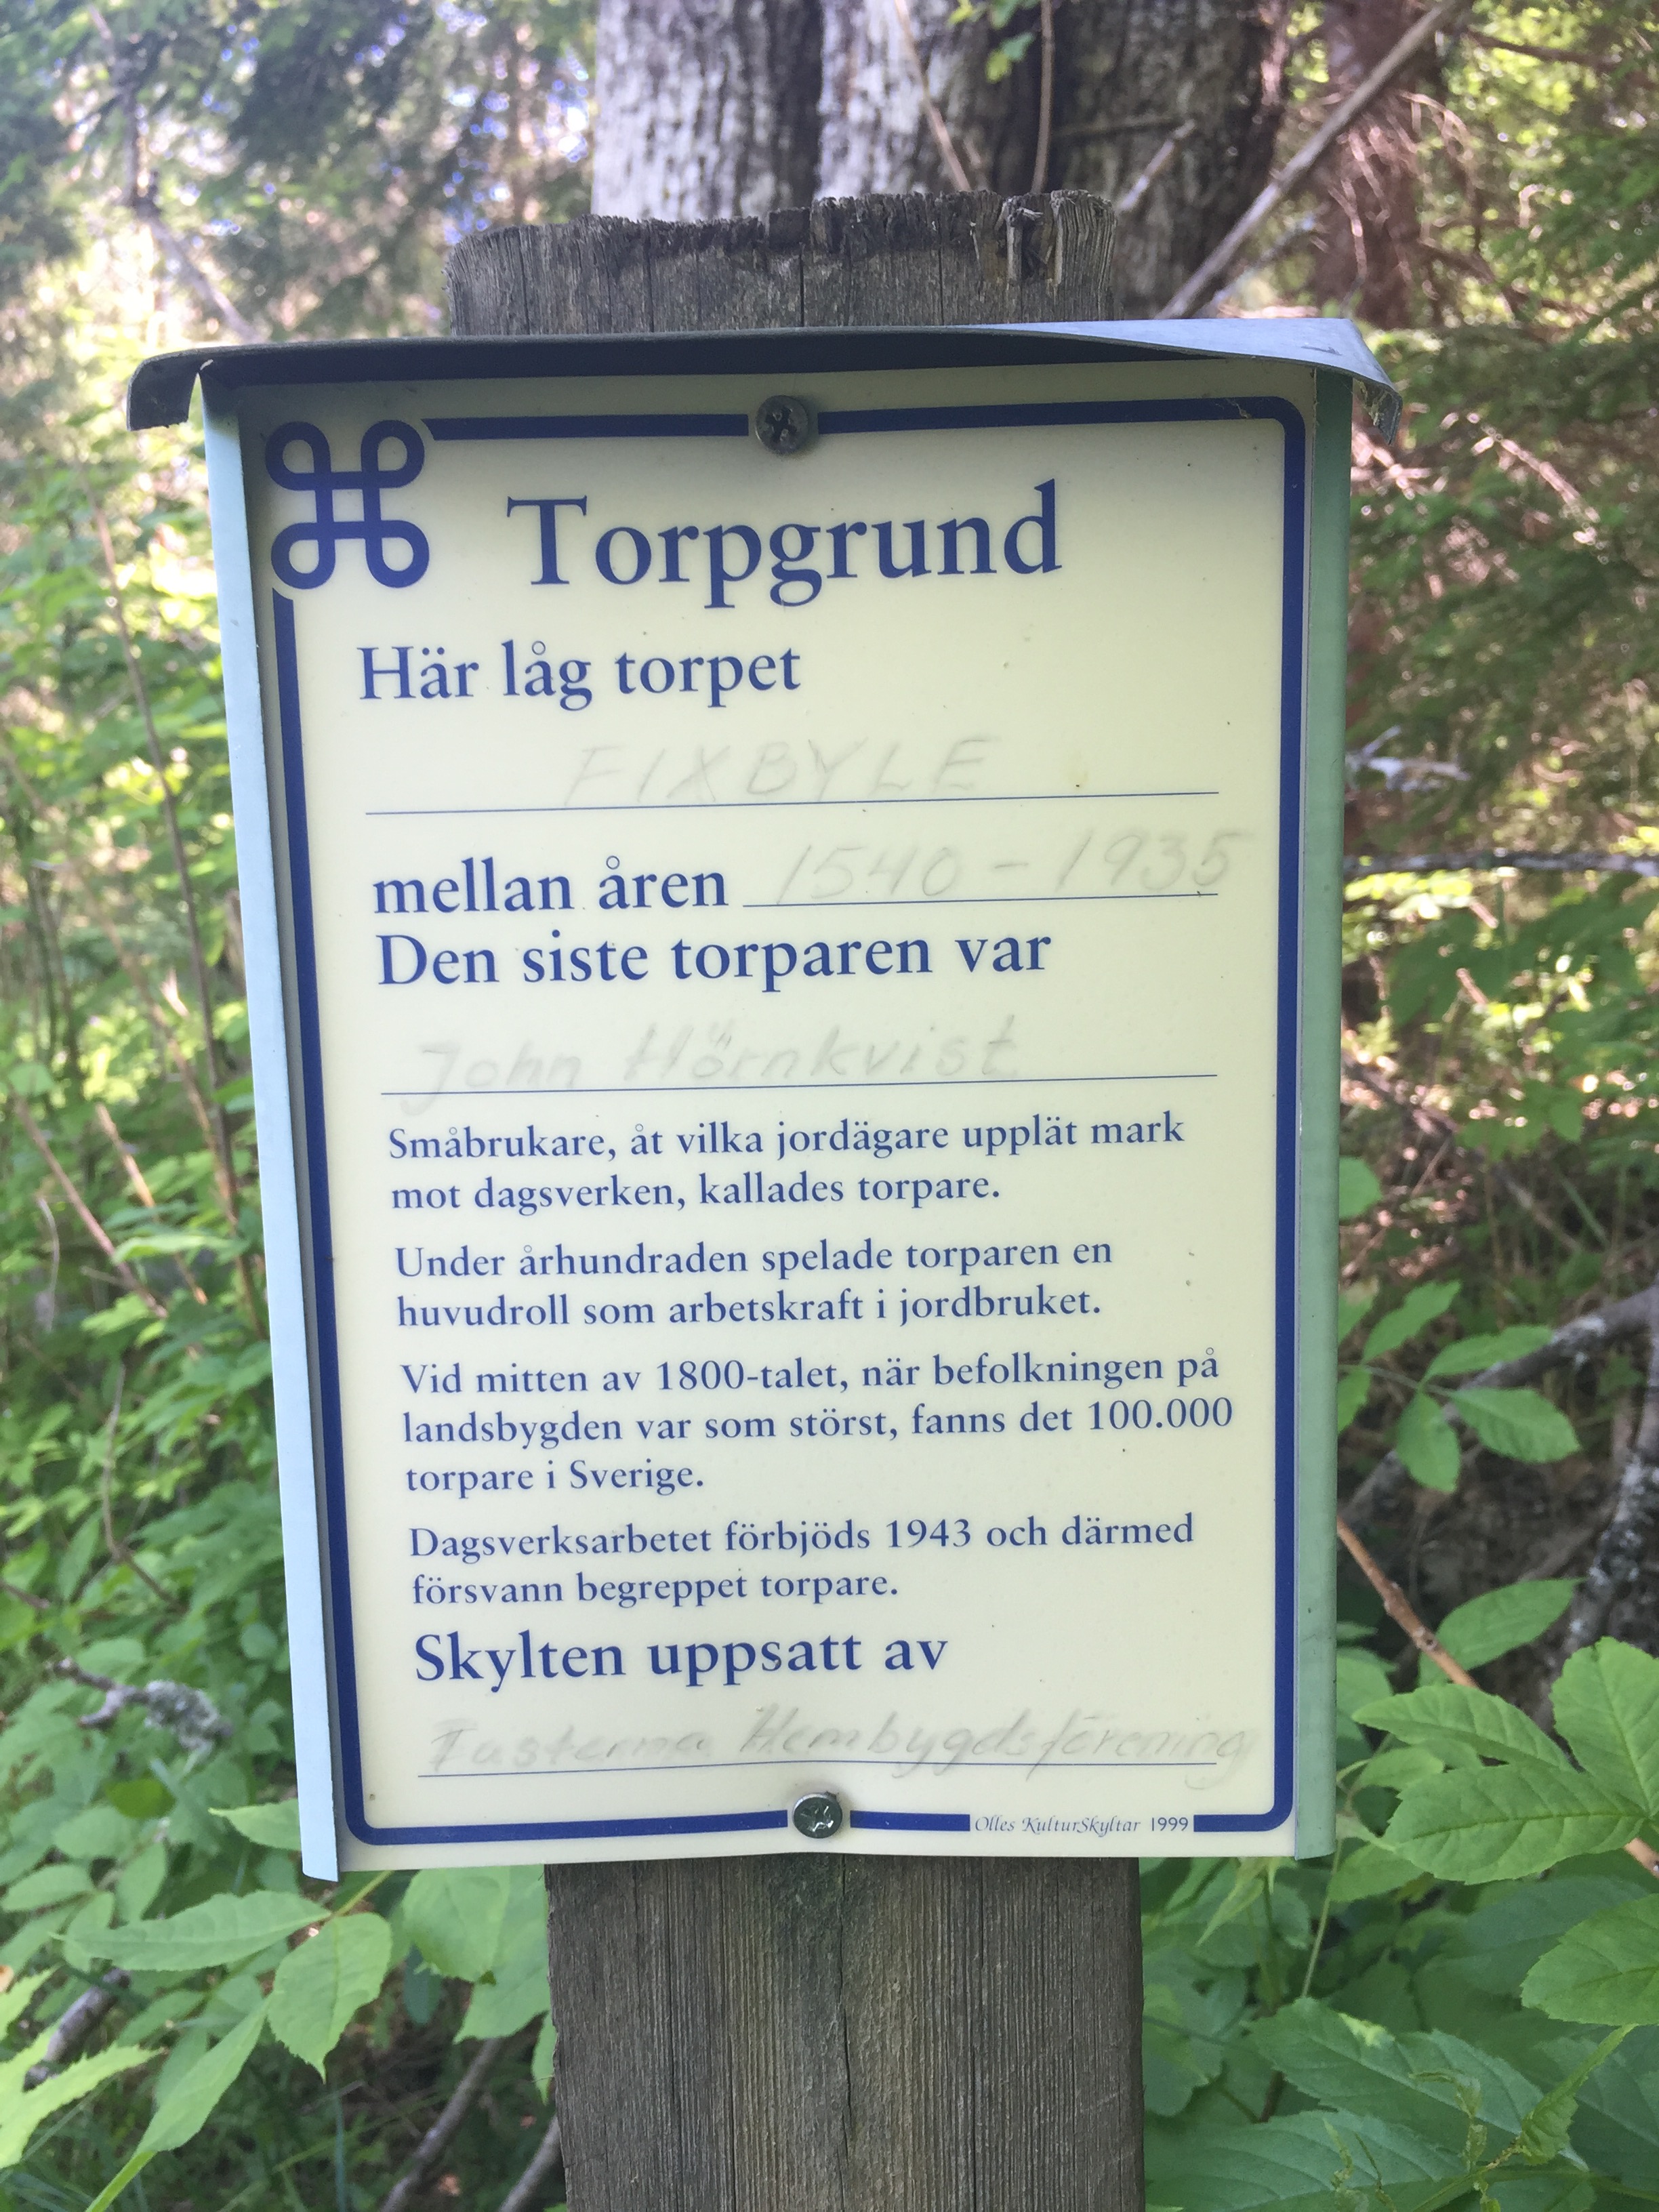 Torpgrund
Här låg torpet
FIXBYLE
mellan åren 1540 - 1935
Den siste torparen var
John Hörnkvist
Småbrukare, åt vilka jordägare upplät mark
mot dagsverken, kallades torpare.
Under århundraden spelade torparen en
huvudroll som arbetskraft i jordbruket.
Vid mitten av 1800-talet, när befolkningen på
landsbygden var som störst, fanns det 100.000
torpare i Sverige.
Dagsverksarbetet förbjöds 1943 och därmed
försvann begreppet torpare.
Skylten uppsatt av
Hembygdsförening
Olles KulturSkyltar 1999